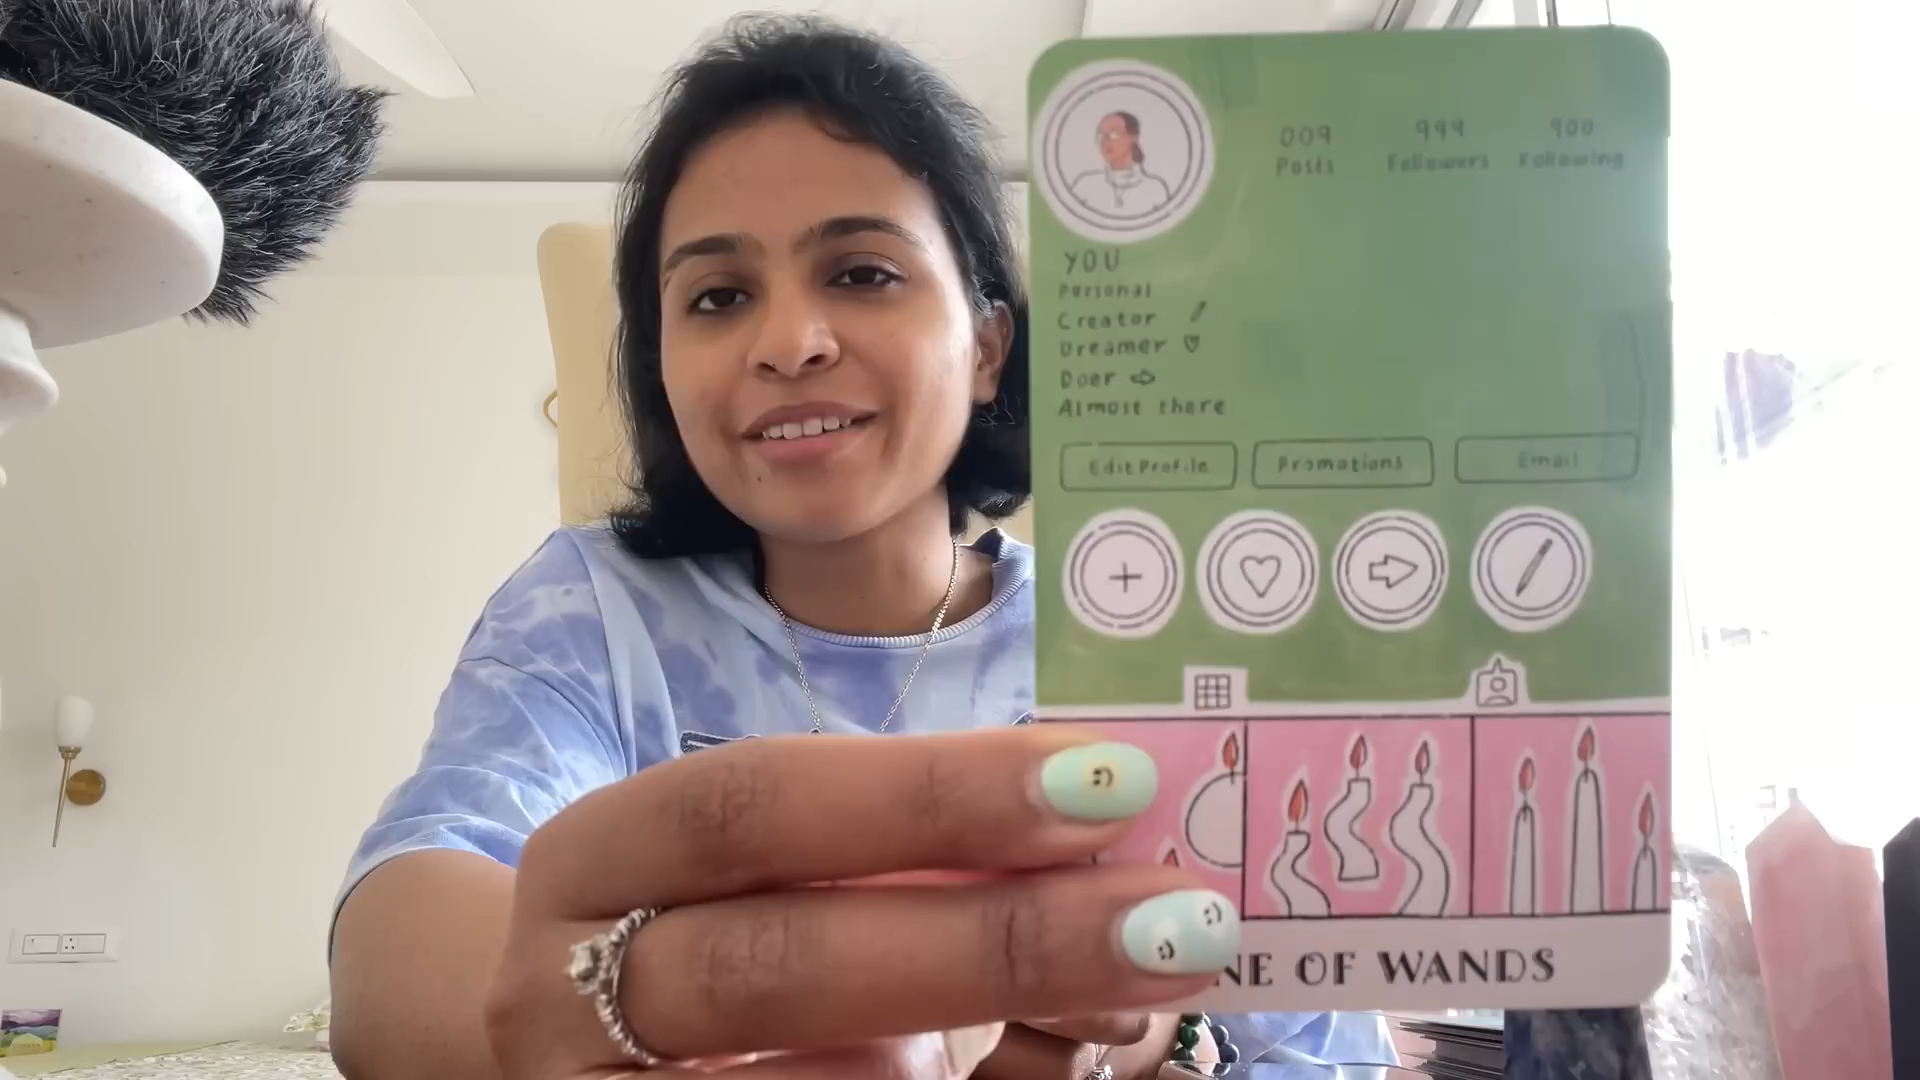 009 999 900
Posts Followers Following
YOU
Personal
Creator
Dreamer
Doer
Almost there
Edit Profile Promotions Email
NE OF WANDS